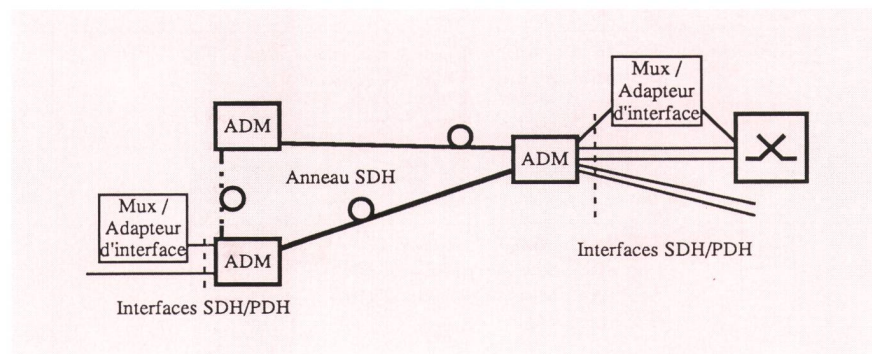 Mux /
Adapteur
d'interface
ADM
ADM
Anneau SDH
Mux /
Adapteur
d'interface
ADM
Interfaces SDH/PDH
Interfaces SDH/PDH